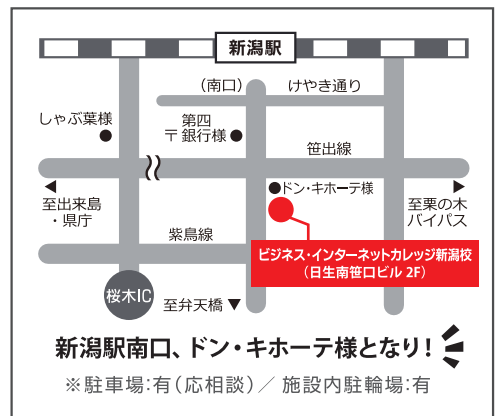 新潟駅
（南口）
けやき通り
しゃぶ葉様
第四
〒銀行様
笹出線
ドン・キホーテ様
至出来島
・県庁
至栗の木
バイパス
紫鳥線
ビジネス・インターネットカレッジ新潟校
（日生南笹口ビル 2F）
桜木IC
至弁天橋
新潟駅南口、ドン・キホーテ様となり！
※駐車場:有（応相談）／ 施設内駐輪場:有